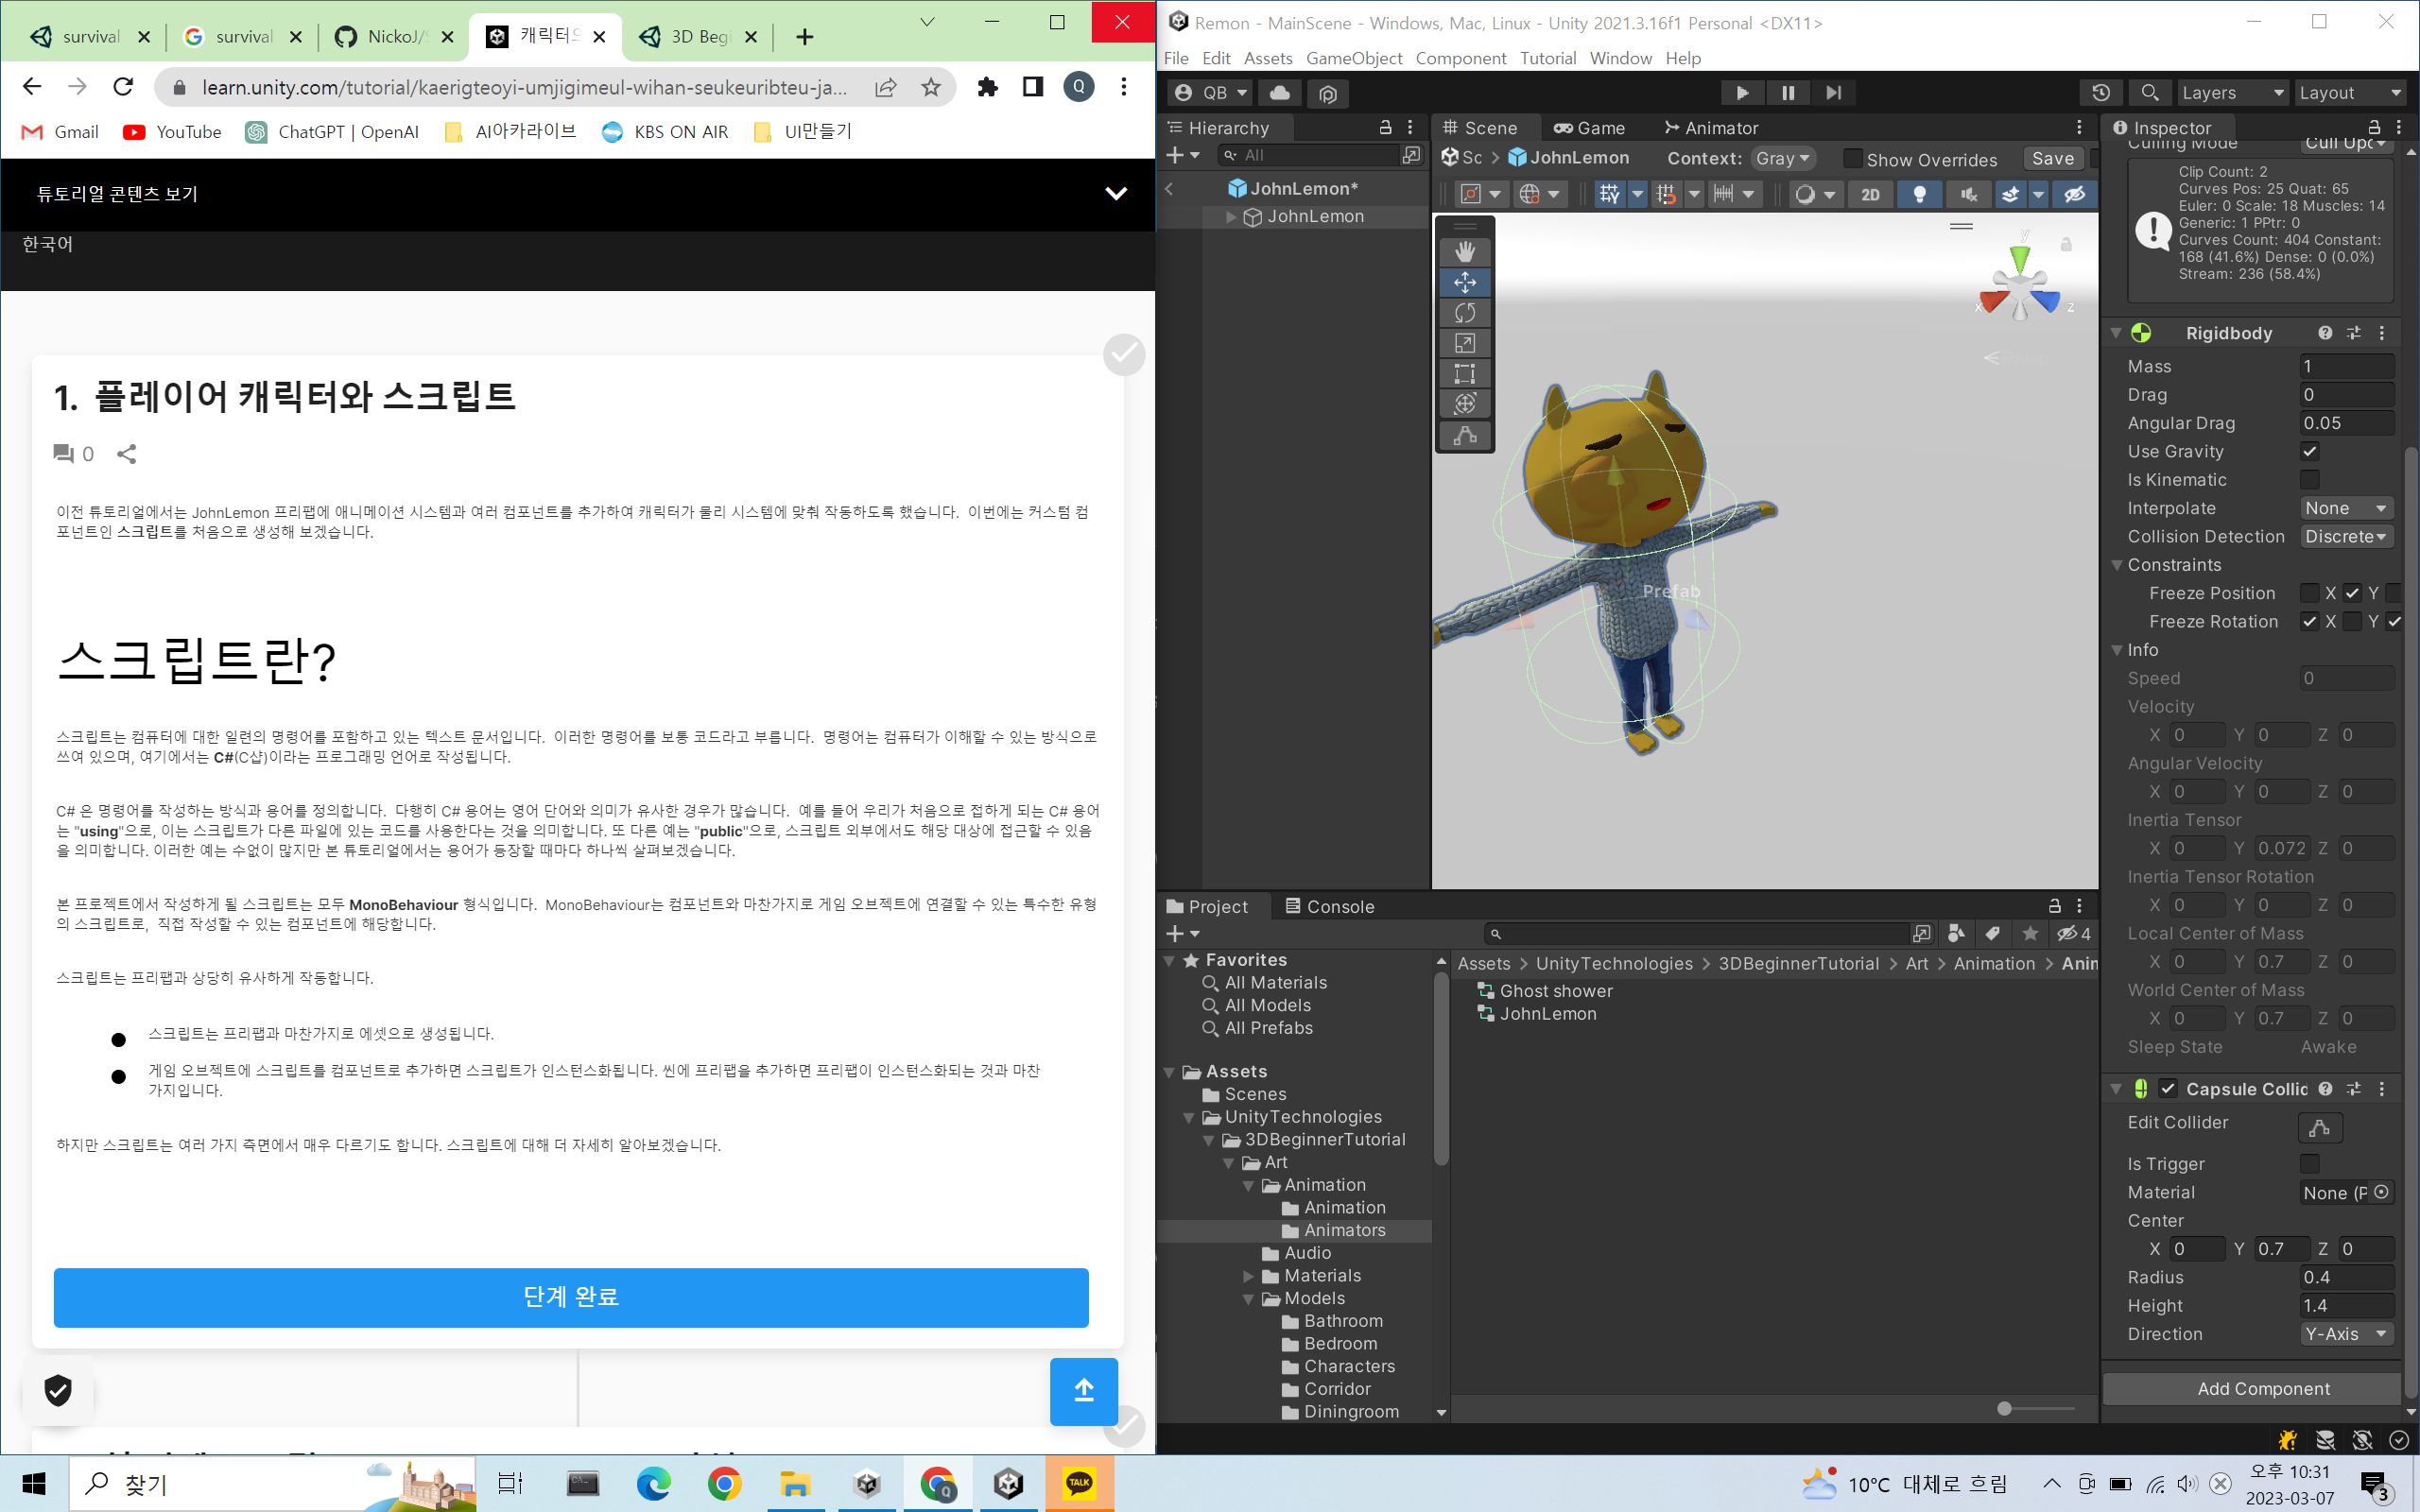 survival
survival
NickoJ/S
캐릭터의
3D Begi
learn.unity.com/tutorial/kaerigteoyi-umjigimeul-wihan-seukeuribteu-ja...
Q
Gmail
YouTube
ChatGPT | OpenAI
AI아카라이브
KBS ON AIR
UI만들기
튜토리얼 콘텐츠 보기
한국어
1. 플레이어 캐릭터와 스크립트
0
이전 튜토리얼에서는 JohnLemon 프리팹에 애니메이션 시스템과 여러 컴포넌트를 추가하여 캐릭터가 물리 시스템에 맞춰 작동하도록 했습니다. 이번에는 커스텀 컴
포넌트인 스크립트를 처음으로 생성해 보겠습니다.
스크립트란?
스크립트는 컴퓨터에 대한 일련의 명령어를 포함하고 있는 텍스트 문서입니다. 이러한 명령어를 보통 코드라고 부릅니다. 명령어는 컴퓨터가 이해할 수 있는 방식으로
쓰여 있으며, 여기에서는 C#(C샵)이라는 프로그래밍 언어로 작성됩니다.
C# 은 명령어를 작성하는 방식과 용어를 정의합니다. 다행히 C# 용어는 영어 단어와 의미가 유사한 경우가 많습니다. 예를 들어 우리가 처음으로 접하게 되는 C# 용어
는 "using"으로, 이는 스크립트가 다른 파일에 있는 코드를 사용한다는 것을 의미합니다. 또 다른 예는 "public"으로, 스크립트 외부에서도 해당 대상에 접근할 수 있음
을 의미합니다. 이러한 예는 수없이 많지만 본 튜토리얼에서는 용어가 등장할 때마다 하나씩 살펴보겠습니다.
본 프로젝트에서 작성하게 될 스크립트는 모두 MonoBehaviour 형식입니다. MonoBehaviour는 컴포넌트와 마찬가지로 게임 오브젝트에 연결할 수 있는 특수한 유형
의 스크립트로, 직접 작성할 수 있는 컴포넌트에 해당합니다.
스크립트는 프리팹과 상당히 유사하게 작동합니다.
스크립트는 프리팹과 마찬가지로 에셋으로 생성됩니다.
게임 오브젝트에 스크립트를 컴포넌트로 추가하면 스크립트가 인스턴스화됩니다. 씬에 프리팹을 추가하면 프리팹이 인스턴스화되는 것과 마찬
가지입니다.
하지만 스크립트는 여러 가지 측면에서 매우 다르기도 합니다. 스크립트에 대해 더 자세히 알아보겠습니다.
단계 완료
Remon - MainScene - Windows, Mac, Linux - Unity 2021.3.16f1 Personal <DX11>
File Edit Assets GameObject Component Tutorial Window Help
QB
Layers
Layout
Hierarchy
All
JohnLemon*
JohnLemon
Scene
Game
Animator
Sc
JohnLemon
Context:
Gray
Show Overrides
Save
2D
y
x
z
Prefab
Project
Console
4
Favorites
All Materials
All Models
All Prefabs
Assets
Scenes
UnityTechnologies
3DBeginnerTutorial
Art
Animation
Animation
Animators
Audio
Materials
Models
Bathroom
Bedroom
Characters
Corridor
Diningroom
Assets > UnityTechnologies > 3DBeginnerTutorial > Art > Animation > Anin
Ghost shower
JohnLemon
Inspector
Culling Mode
Cull Upd
Clip Count: 2
Curves Pos: 25 Quat: 65
Euler: 0 Scale: 18 Muscles: 14
Generic: 1 PPtr: 0
Curves Count: 404 Constant:
168 (41.6%) Dense: 0 (0.0%)
Stream: 236 (58.4%)
Rigidbody
Mass 1
Drag 0
Angular Drag 0.05
Use Gravity
Is Kinematic
Interpolate None
Collision Detection Discrete
Constraints
Freeze Position X Y
Freeze Rotation X Y
Info
Speed 0
Velocity
X 0 Y 0 Z 0
Angular Velocity
X 0 Y 0 Z 0
Inertia Tensor
X 0 Y 0.072 Z 0
Inertia Tensor Rotation
X 0 Y 0 Z 0
Local Center of Mass
X 0 Y 0.7 Z 0
World Center of Mass
X 0 Y 0.7 Z 0
Sleep State Awake
Capsule Collic
Edit Collider
Is Trigger
Material None (P
Center
X 0 Y 0.7 Z 0
Radius 0.4
Height 1.4
Direction Y-Axis
Add Component
찾기
TALK
10°C 대체로 흐림
오후 10:31
2023-03-07
3